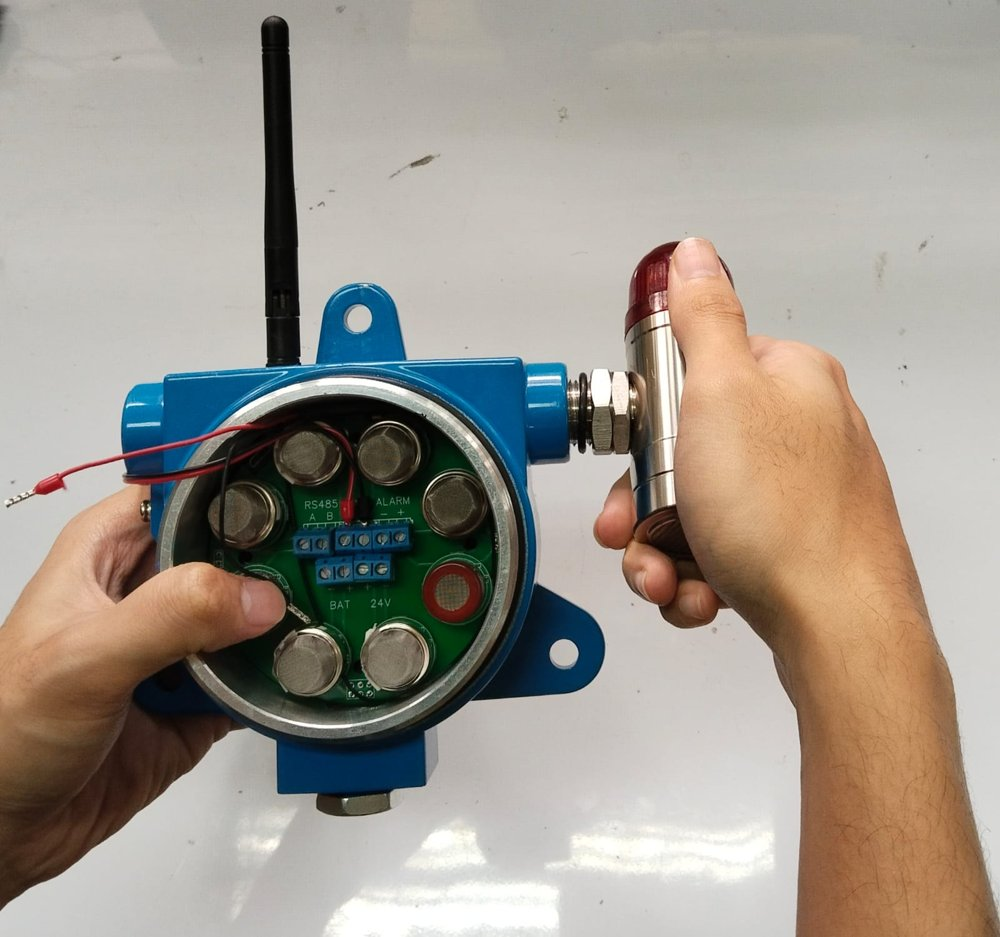 RS485 ALARM
A B - +
- + - +
BAT 24V